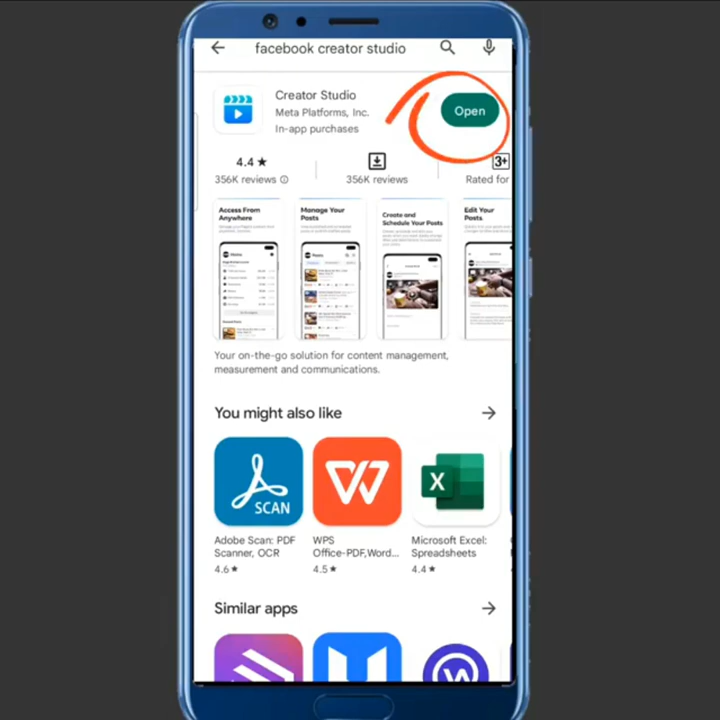 facebook creator studio
Creator Studio
Meta Platforms, Inc.
In-app purchases
Open
4.4 ★
356K reviews
356K reviews
3+
Rated for
Access From
Anywhere
Manage Your
Posts
Create and
Schedule Your Posts
Edit Your
Posts
Your on-the-go solution for content management,
measurement and communications.
You might also like
SCAN
W
X
Adobe Scan: PDF
Scanner, OCR
4.6 ★
WPS
Office-PDF,Word...
4.5 ★
Microsoft Excel:
Spreadsheets
4.4 ★
Similar apps
W